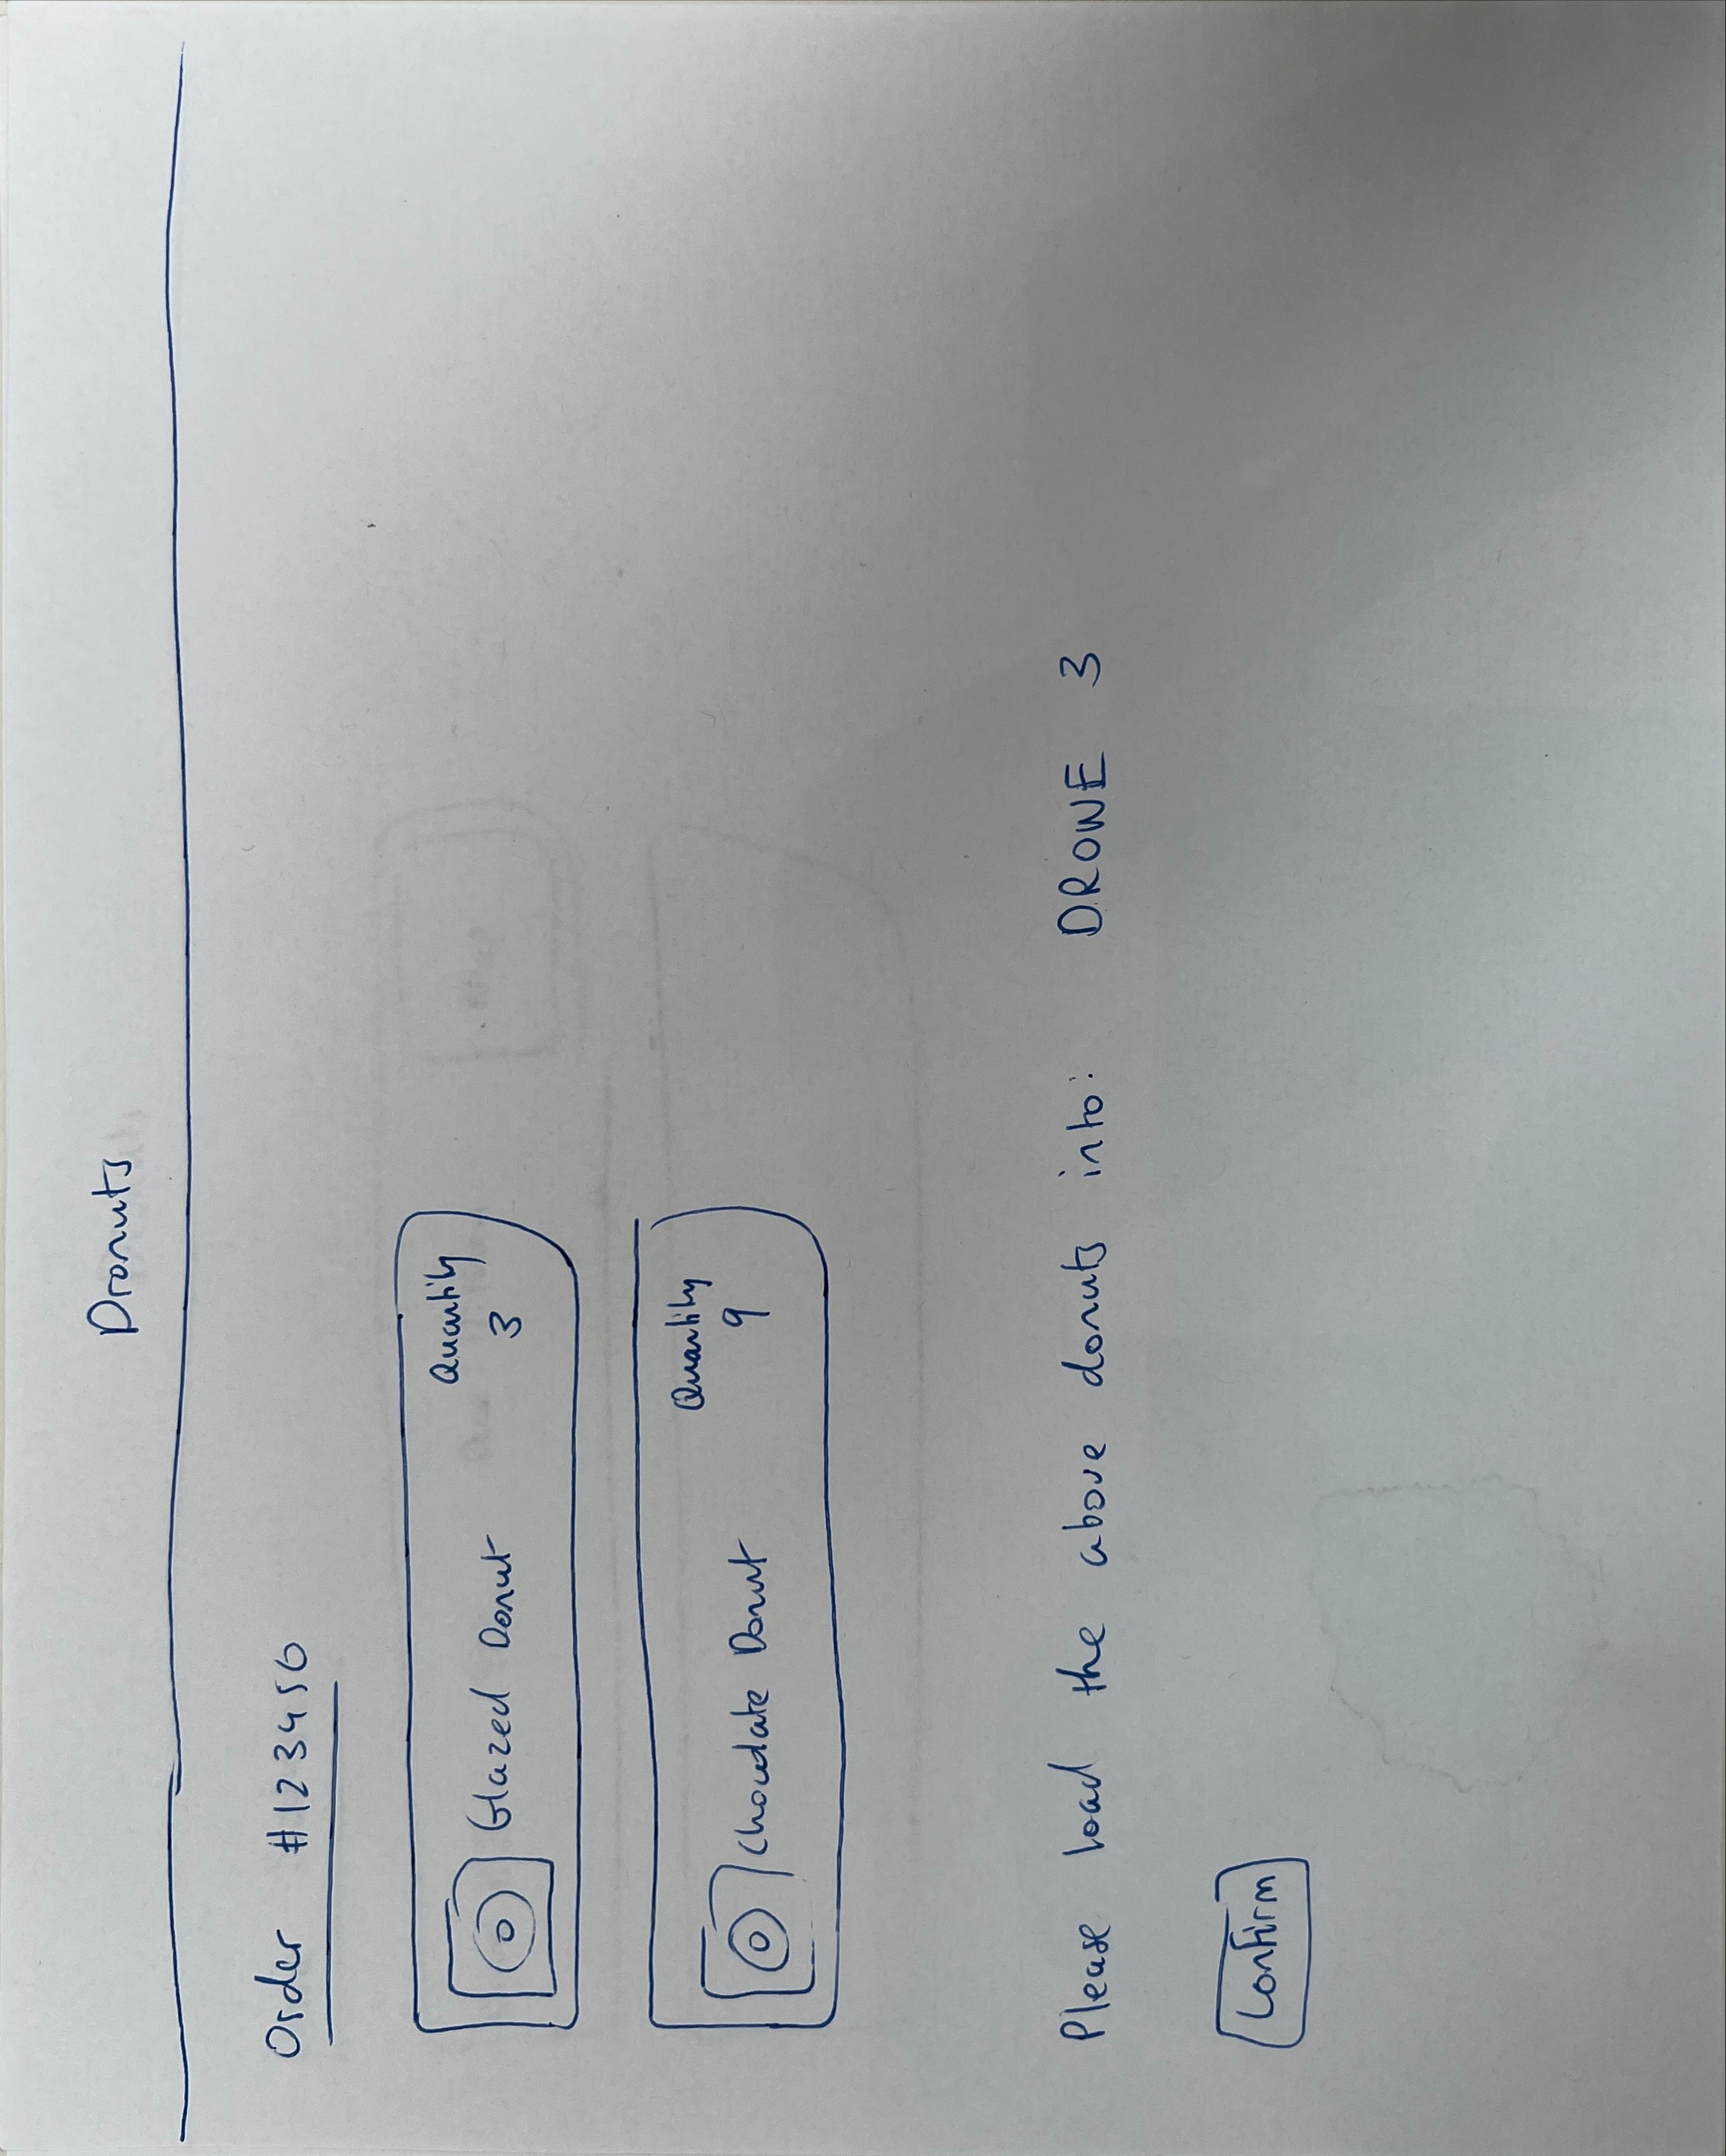 Dronuts
Order #123456
Glazed Donut
Quantity
3
Chocolate Donut
Quantity
9
Please load the above donuts into: DRONE 3
Confirm